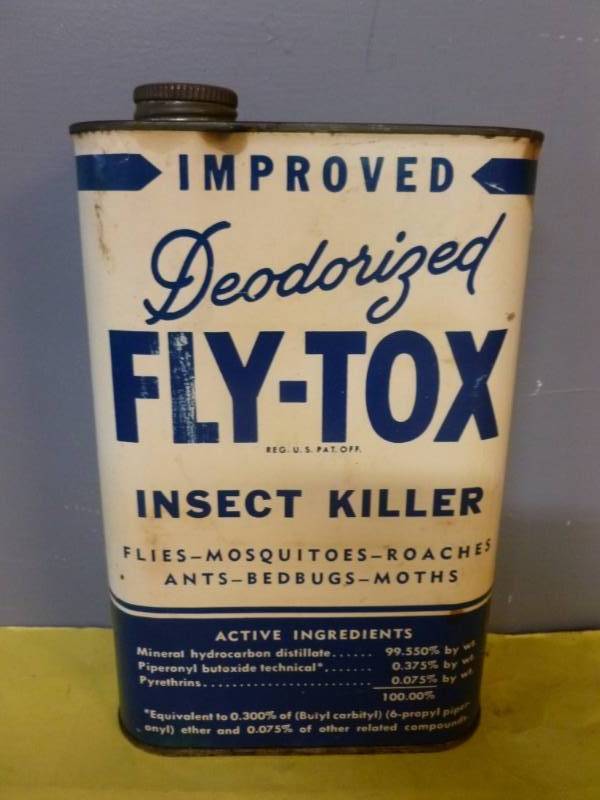 IMPROVED
Deodorized
FLY-TOX
REG. U. S. PAT. OFF.
INSECT KILLER
FLIES—MOSQUITOES—ROACHES
ANTS—BEDBUGS—MOTHS
ACTIVE INGREDIENTS
Mineral hydrocarbon distillate...... 99.550% by wt.
Piperonyl butoxide technical*....... 0.375% by wt.
Pyrethrins........................ 0.075% by wt.
100.00%
*Equivalent to 0.300% of (Butyl carbityl) (6-propyl piper-
onyl) ether and 0.075% of other related compounds.